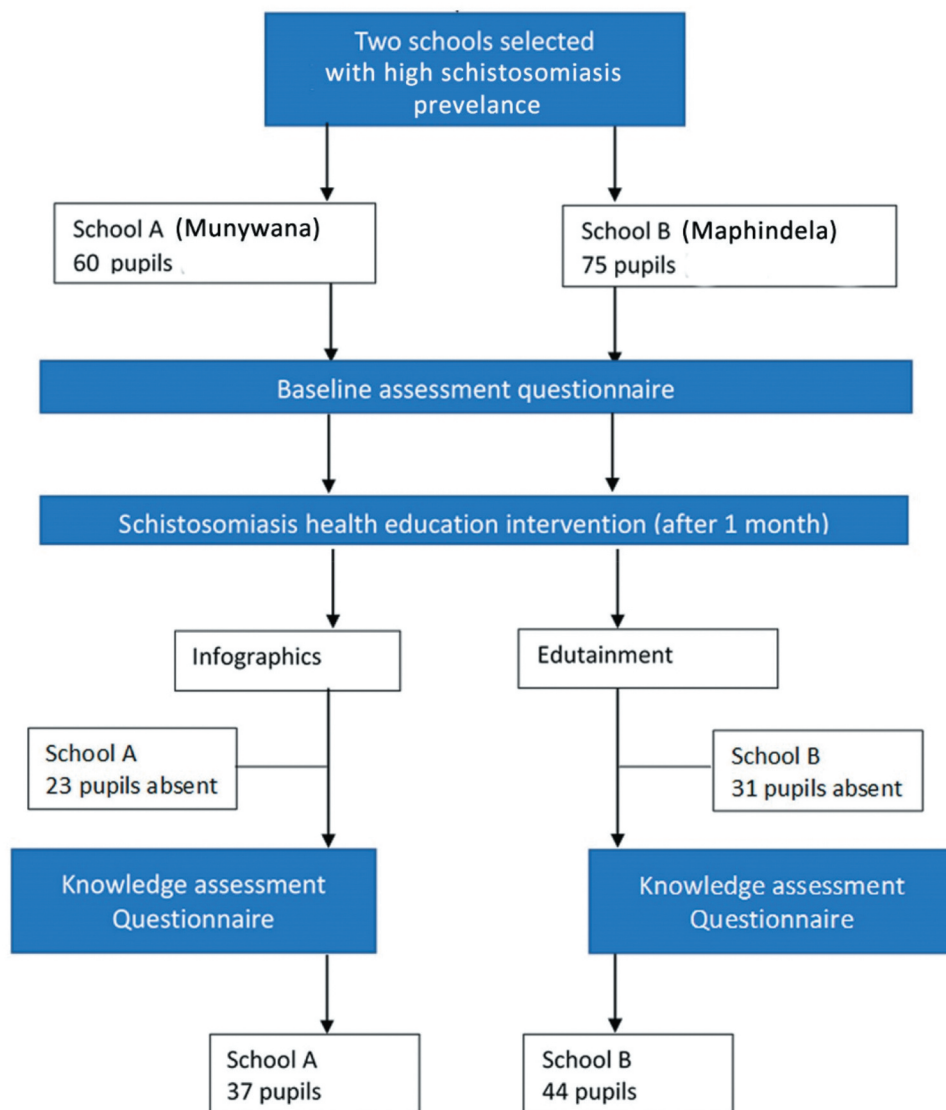 Two schools selected
with high schistosomiasis
prevelance
School A (Munywana)
60 pupils
School B (Maphindela)
75 pupils
Baseline assessment questionnaire
Schistosomiasis health education intervention (after 1 month)
Infographics
Edutainment
School A
23 pupils absent
School B
31 pupils absent
Knowledge assessment
Questionnaire
Knowledge assessment
Questionnaire
School A
37 pupils
School B
44 pupils